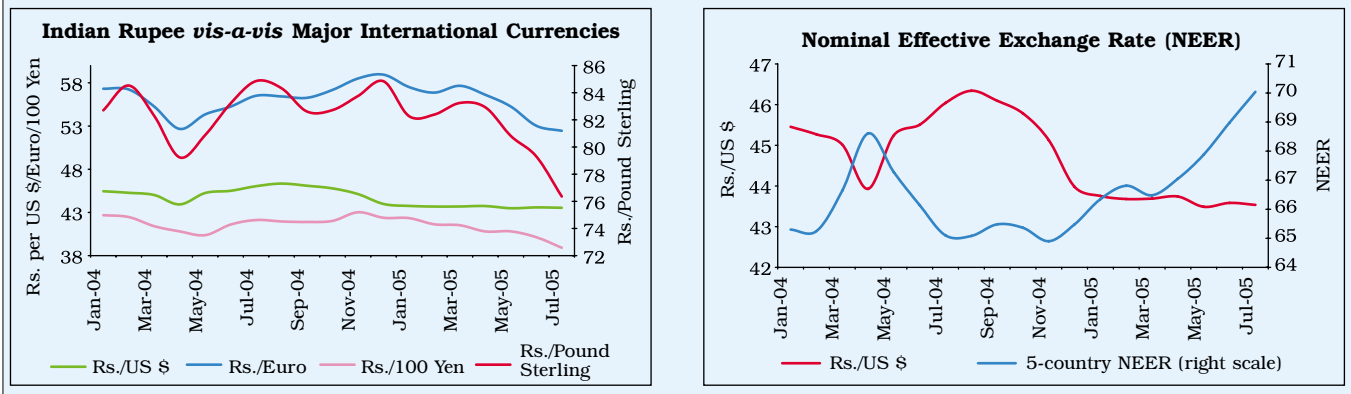 Indian Rupee vis-a-vis Major International Currencies
Rs. per US $/Euro/100 Yen
58
53
48
43
38
86
84
82
80
78
76
74
72
Rs./Pound Sterling
Jan-04
Mar-04
May-04
Jul-04
Sep-04
Nov-04
Jan-05
Mar-05
May-05
Jul-05
Rs./US $
Rs./Euro
Rs./100 Yen
Rs./Pound
Sterling
Nominal Effective Exchange Rate (NEER)
Rs./US $
47
46
45
44
43
42
71
70
69
68
67
66
65
64
NEER
Jan-04
Mar-04
May-04
Jul-04
Sep-04
Nov-04
Jan-05
Mar-05
May-05
Jul-05
Rs./US $
5-country NEER (right scale)